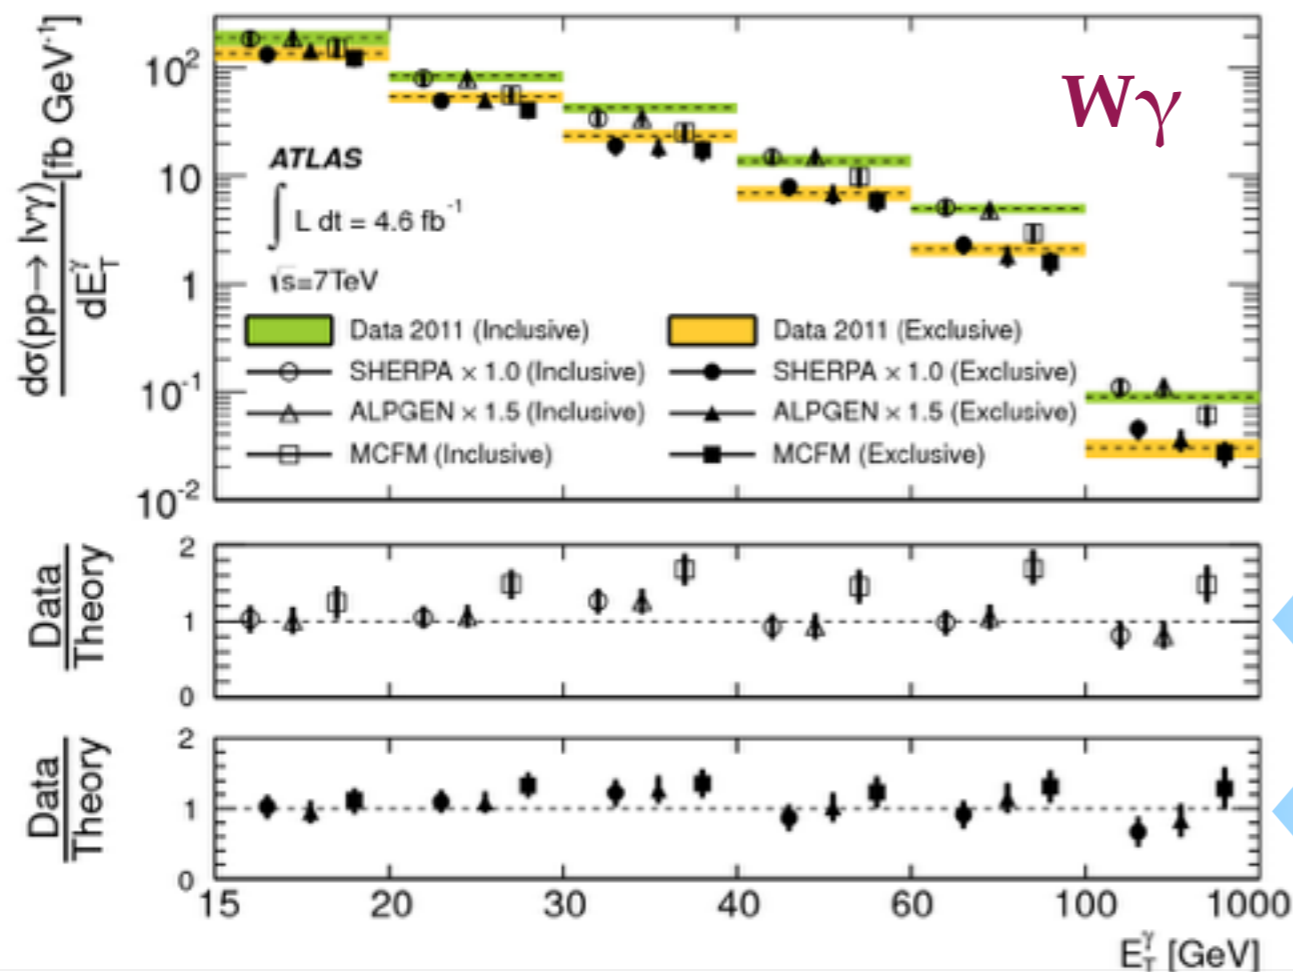 dσ(pp→ lνγ)/dE_T^γ [fb GeV⁻¹]
10²
10
1
10⁻¹
10⁻²
Wγ
ATLAS
∫ L dt = 4.6 fb⁻¹
√s=7TeV
Data 2011 (Inclusive)
Data 2011 (Exclusive)
SHERPA × 1.0 (Inclusive)
SHERPA × 1.0 (Exclusive)
ALPGEN × 1.5 (Inclusive)
ALPGEN × 1.5 (Exclusive)
MCFM (Inclusive)
MCFM (Exclusive)
Data
Theory
2
1
0
Data
Theory
2
1
0
15 20 30 40 60 100 1000
E_T^γ [GeV]